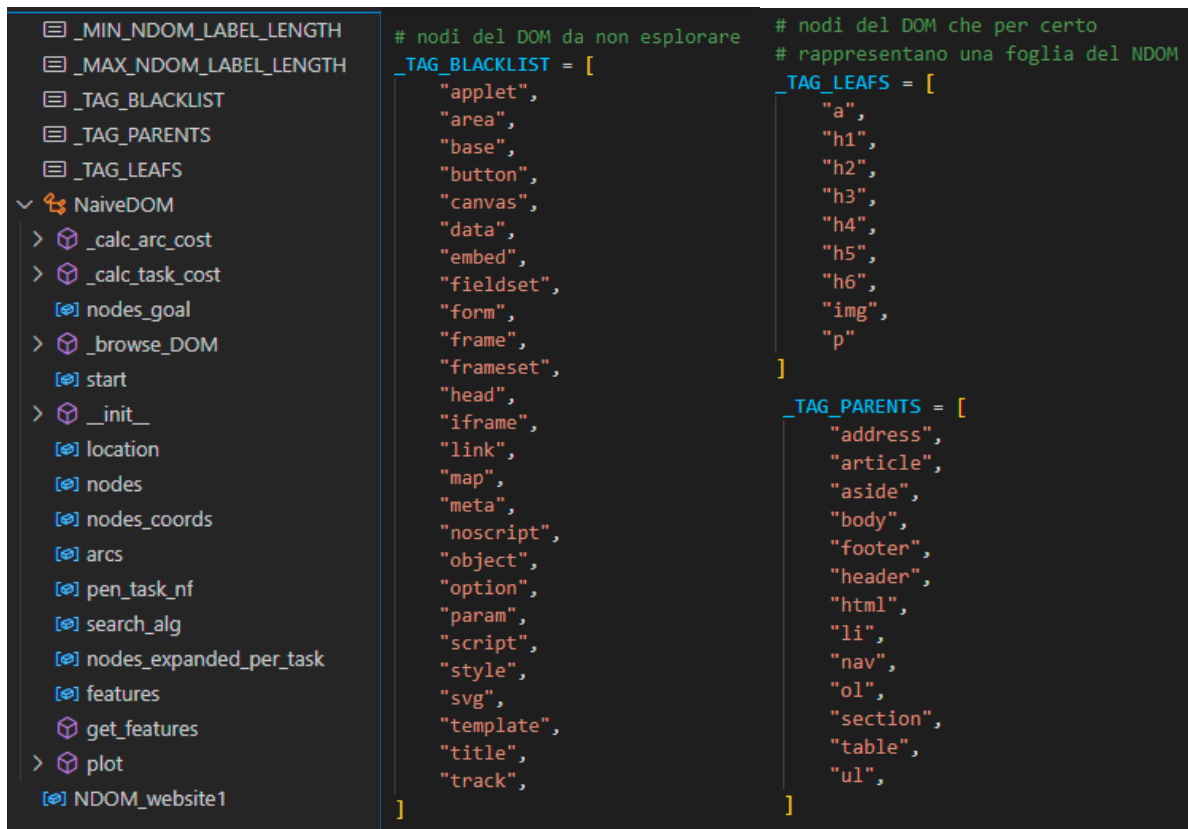 _MIN_NDOM_LABEL_LENGTH
_MAX_NDOM_LABEL_LENGTH
_TAG_BLACKLIST
_TAG_PARENTS
_TAG_LEAFS
NaiveDOM
_calc_arc_cost
_calc_task_cost
nodes_goal
_browse_DOM
start
__init__
location
nodes
nodes_coords
arcs
pen_task_nf
search_alg
nodes_expanded_per_task
features
get_features
plot
NDOM_website1
# nodi del DOM da non esplorare
_TAG_BLACKLIST = [
"applet",
"area",
"base",
"button",
"canvas",
"data",
"embed",
"fieldset",
"form",
"frame",
"frameset",
"head",
"iframe",
"link",
"map",
"meta",
"noscript",
"object",
"option",
"param",
"script",
"style",
"svg",
"template",
"title",
"track",
]
# nodi del DOM che per certo
# rappresentano una foglia del NDOM
_TAG_LEAFS = [
"a",
"h1",
"h2",
"h3",
"h4",
"h5",
"h6",
"img",
"p"
]
_TAG_PARENTS = [
"address",
"article",
"aside",
"body",
"footer",
"header",
"html",
"li",
"nav",
"ol",
"section",
"table",
"ul",
]